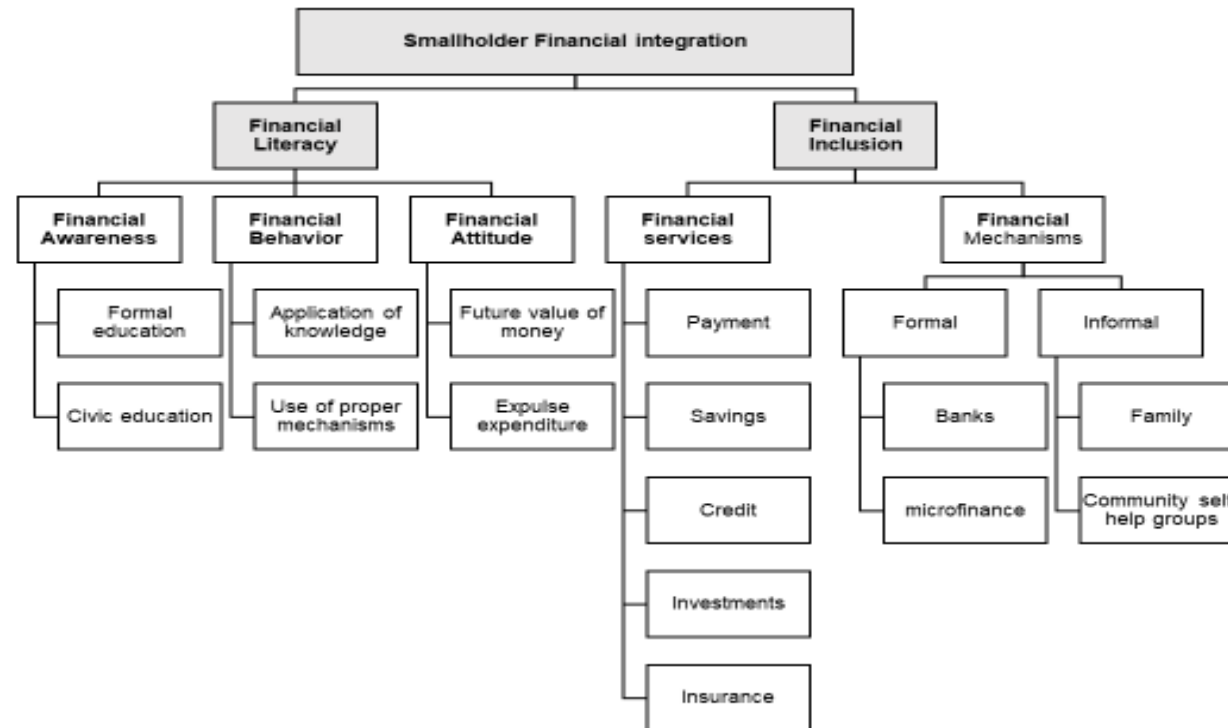 Smallholder Financial integration
Financial
Literacy
Financial
Inclusion
Financial
Awareness
Financial
Behavior
Financial
Attitude
Financial
services
Financial
Mechanisms
Formal
education
Application of
knowledge
Future value of
money
Payment
Formal
Informal
Civic education
Use of proper
mechanisms
Expulse
expenditure
Savings
Banks
Family
Credit
microfinance
Community self
help groups
Investments
Insurance